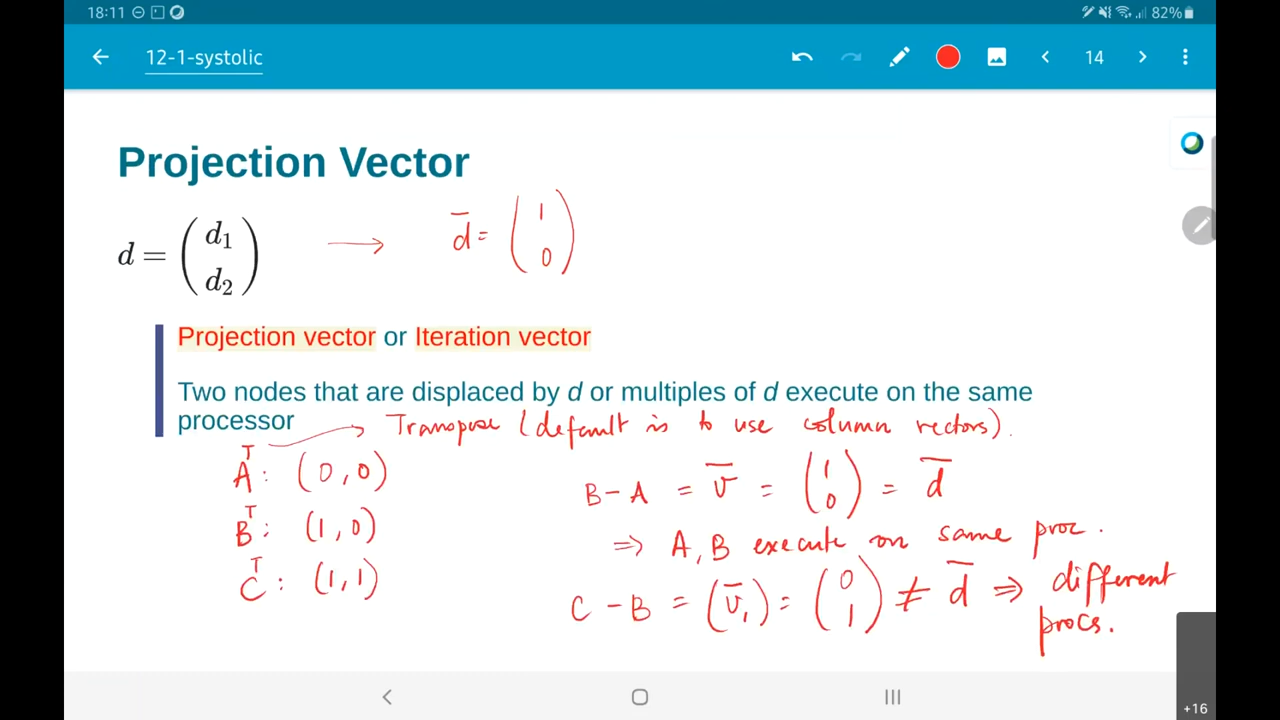 18:11 82%
12-1-systolic 14
Projection Vector
d = ( d₁ d₂ ) → d̅ = ( 1 0 )
Projection vector or Iteration vector
Two nodes that are displaced by d or multiples of d execute on the same
processor
→ Transpose (default is to use column vectors).
Aᵀ: (0,0)
Bᵀ: (1,0)
Cᵀ: (1,1)
B - A = v̅ = ( 1 0 ) = d̅
⇒ A, B execute on same proc.
C - B = (v̅₁) = ( 0 1 ) ≠ d̅ ⇒ different
procs.
+16